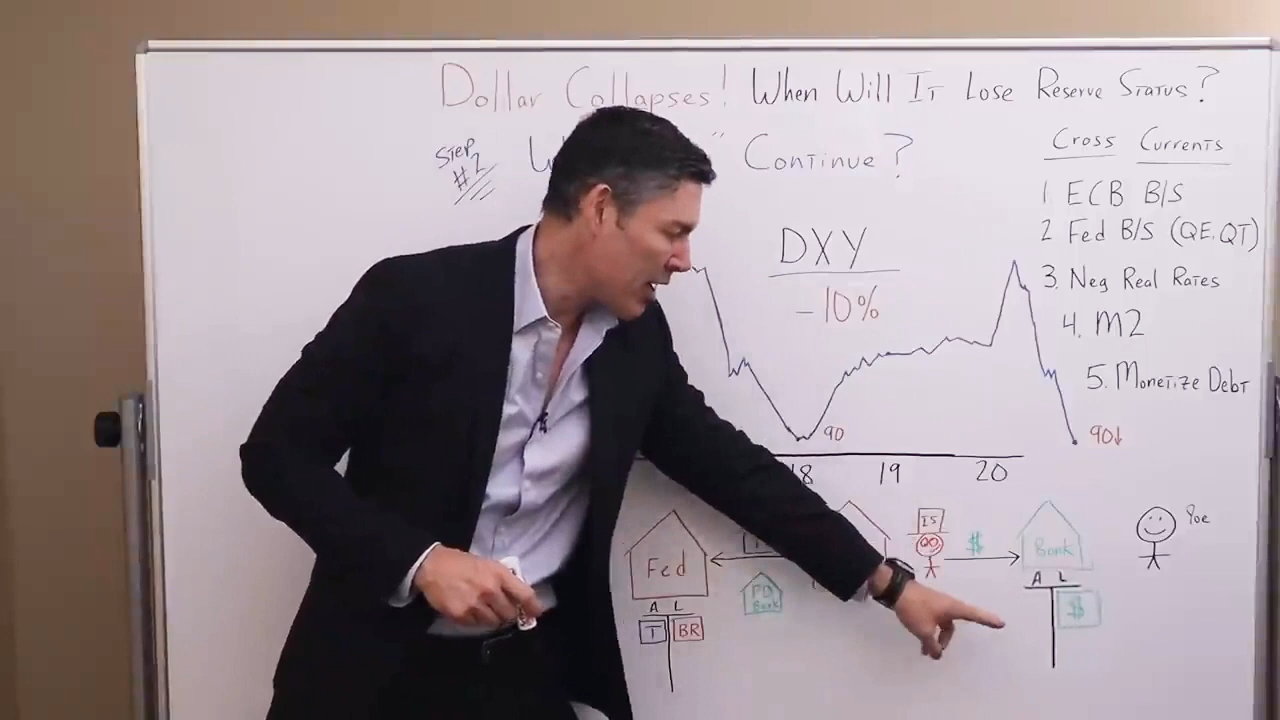 Dollar Collapses! When Will It Lose Reserve Status?
Step #2
" Continue?
Cross Currents
1. ECB B/S
2 Fed B/S (QE, QT)
3. Neg Real Rates
4. M2
5. Monetize Debt
DXY
-10%
90
90↓
18 19 20
Fed
A L
T BR
PD Bank
$
Bank
A L
$
Joe